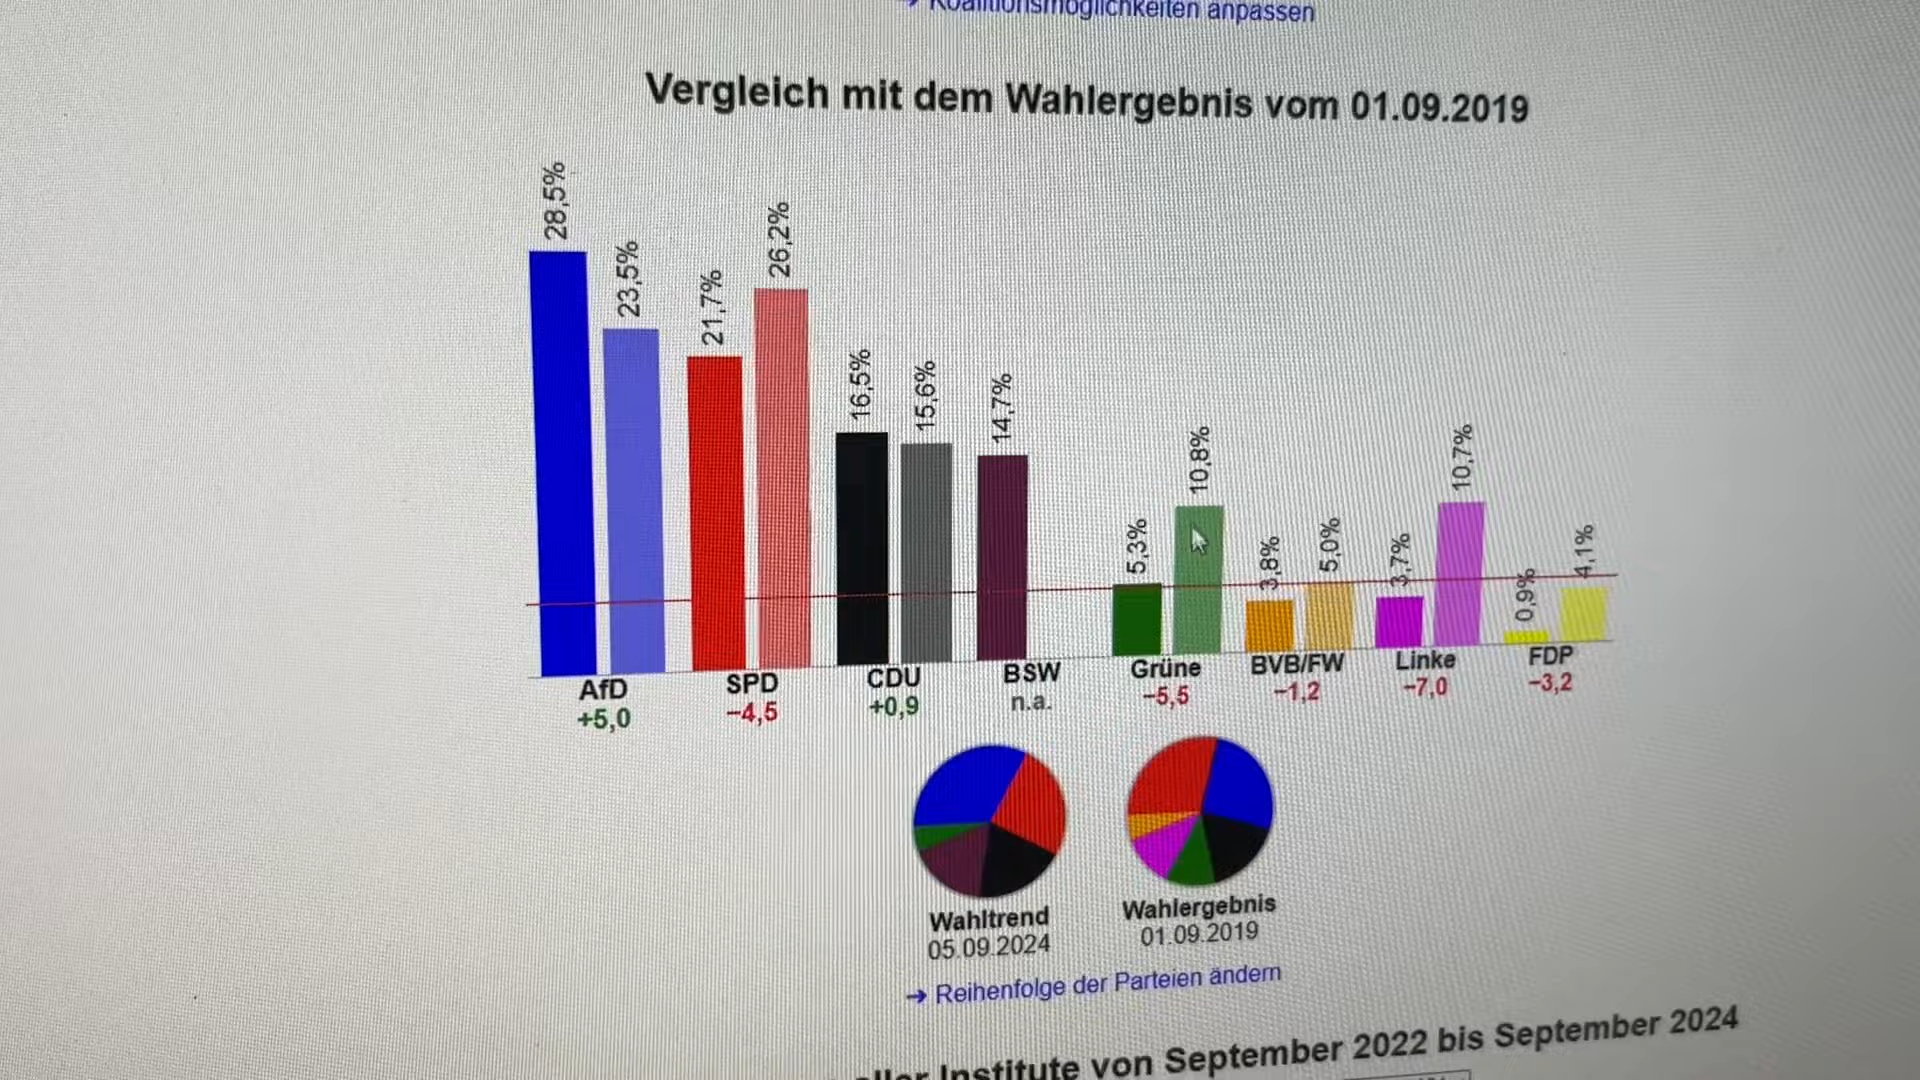 Koalitionsmöglichkeiten anpassen
Vergleich mit dem Wahlergebnis vom 01.09.2019
28,5%
23,5%
21,7%
26,2%
16,5%
15,6%
14,7%
5,3%
10,8%
3,8%
5,0%
3,7%
10,7%
0,9%
4,1%
AfD
+5,0
SPD
−4,5
CDU
+0,9
BSW
n.a.
Grüne
−5,5
BVB/FW
−1,2
Linke
−7,0
FDP
−3,2
Wahltrend
05.09.2024
Wahlergebnis
01.09.2019
➔ Reihenfolge der Parteien ändern
aller Institute von September 2022 bis September 2024